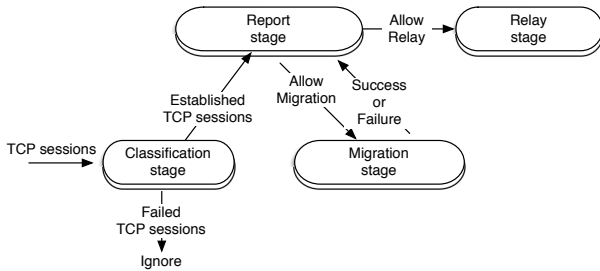 Report
stage
Allow
Relay
Relay
stage
Allow
Migration
Success
or
Failure
Established
TCP sessions
TCP sessions
Classification
stage
Migration
stage
Failed
TCP sessions
Ignore